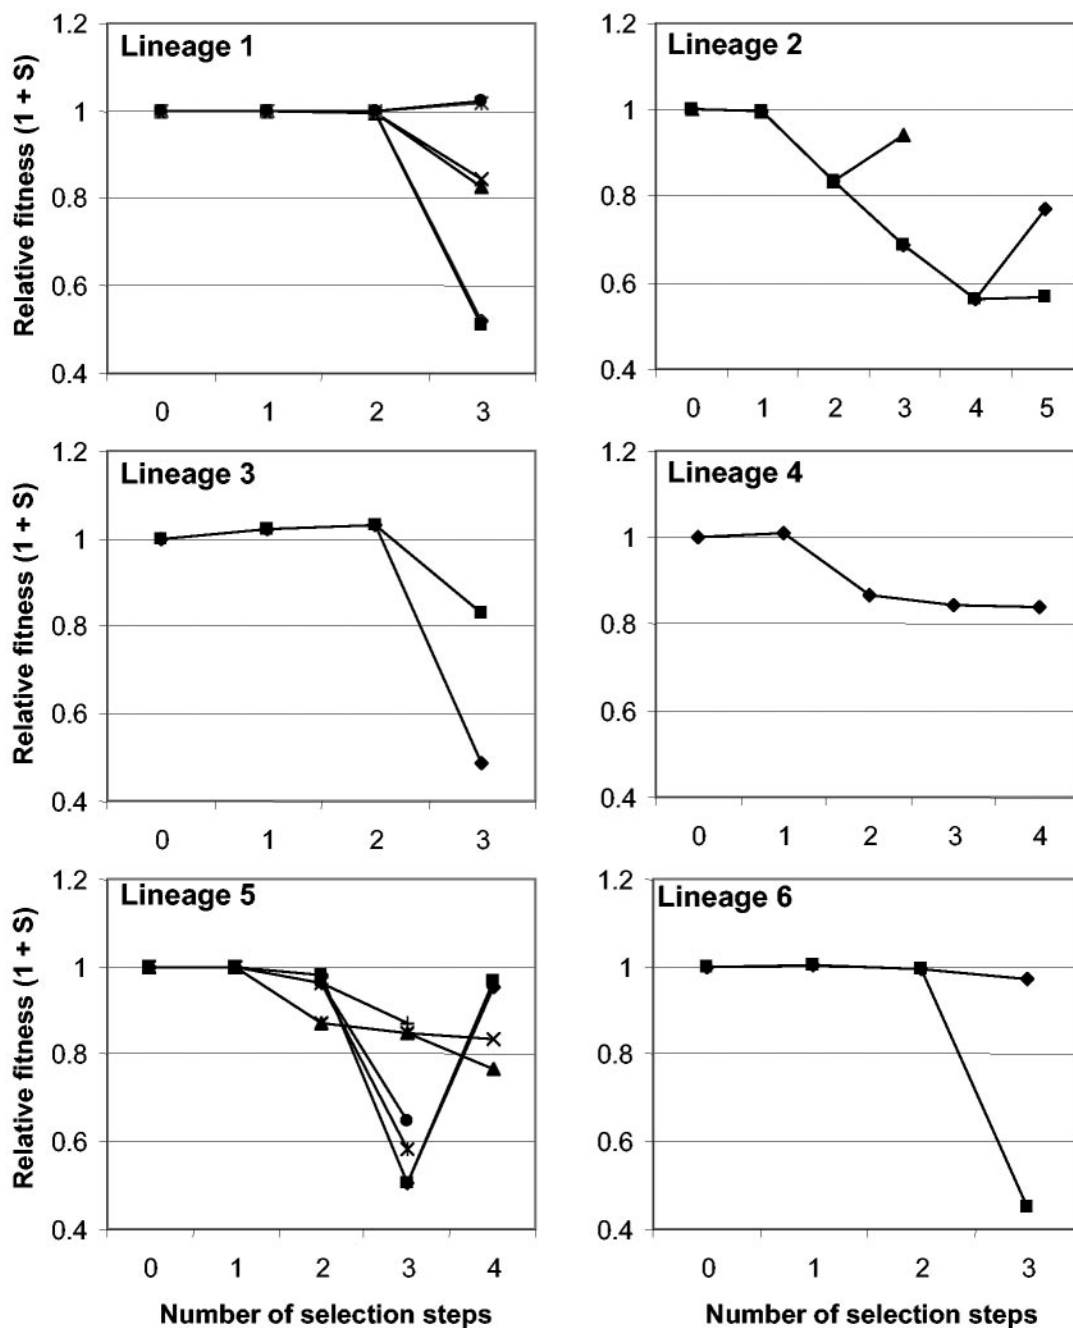 Lineage 1
Relative fitness (1 + S)
1.2
1
0.8
0.6
0.4
0 1 2 3
Lineage 2
1.2
1
0.8
0.6
0.4
0 1 2 3 4 5
Lineage 3
Relative fitness (1 + S)
1.2
1
0.8
0.6
0.4
0 1 2 3
Lineage 4
1.2
1
0.8
0.6
0.4
0 1 2 3 4
Lineage 5
Relative fitness (1 + S)
1.2
1
0.8
0.6
0.4
0 1 2 3 4
Number of selection steps
Lineage 6
1.2
1
0.8
0.6
0.4
0 1 2 3
Number of selection steps